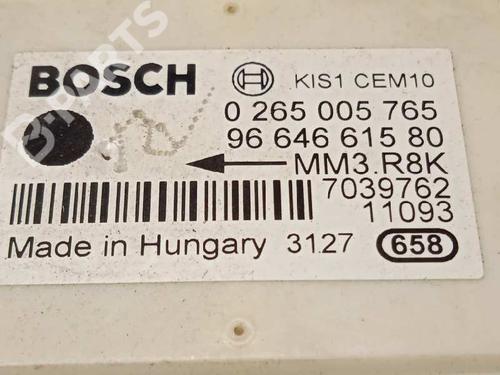 B-PARTS
BOSCH KIS1 CEM10
0 265 005 765
96 646 615 80
MM3.R8K
7039762
11093
Made in Hungary 3127 658